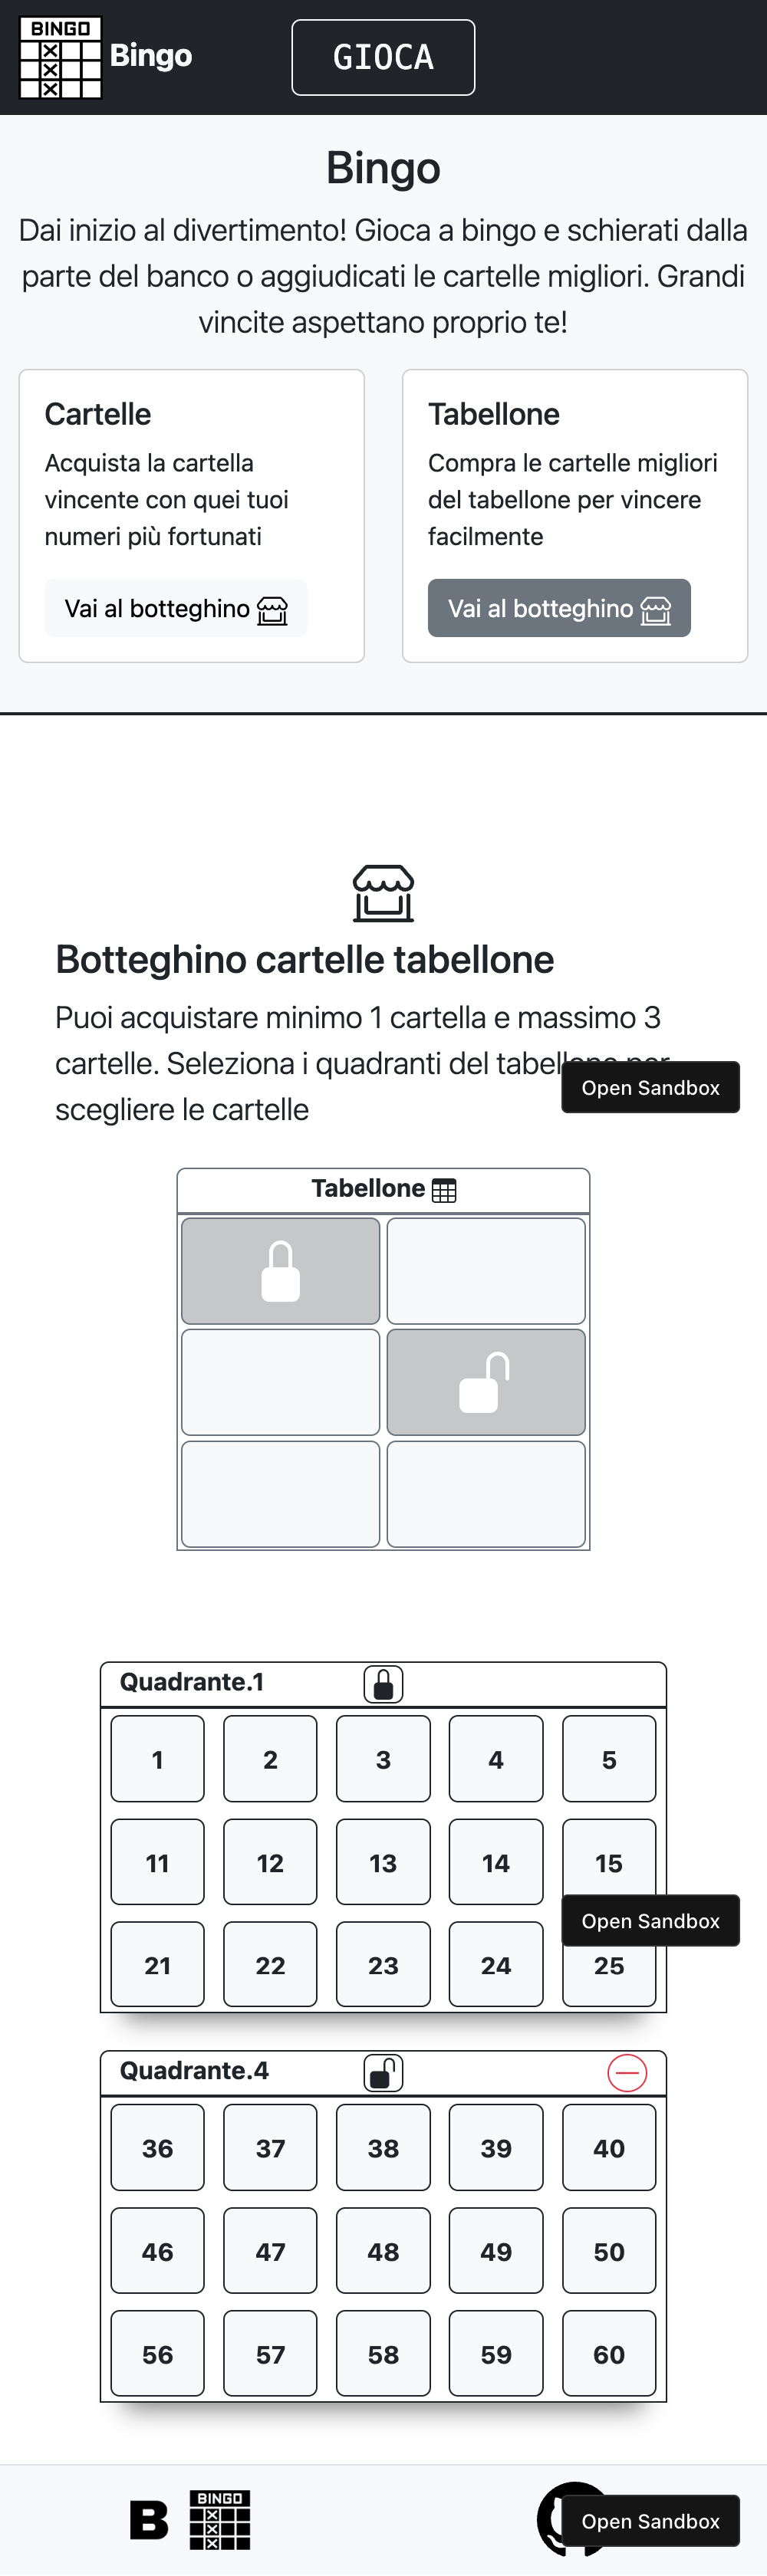 BINGO
X
X
X
Bingo
GIOCA
Bingo
Dai inizio al divertimento! Gioca a bingo e schierati dalla
parte del banco o aggiudicati le cartelle migliori. Grandi
vincite aspettano proprio te!
Cartelle
Acquista la cartella
vincente con quei tuoi
numeri più fortunati
Vai al botteghino
Tabellone
Compra le cartelle migliori
del tabellone per vincere
facilmente
Vai al botteghino
Botteghino cartelle tabellone
Puoi acquistare minimo 1 cartella e massimo 3
cartelle. Seleziona i quadranti del tabellone per
Open Sandbox
scegliere le cartelle
Tabellone
Quadrante.1
1 2 3 4 5
11 12 13 14 15
Open Sandbox
21 22 23 24 25
Quadrante.4
36 37 38 39 40
46 47 48 49 50
56 57 58 59 60
B
BINGO
X
X
X
Open Sandbox